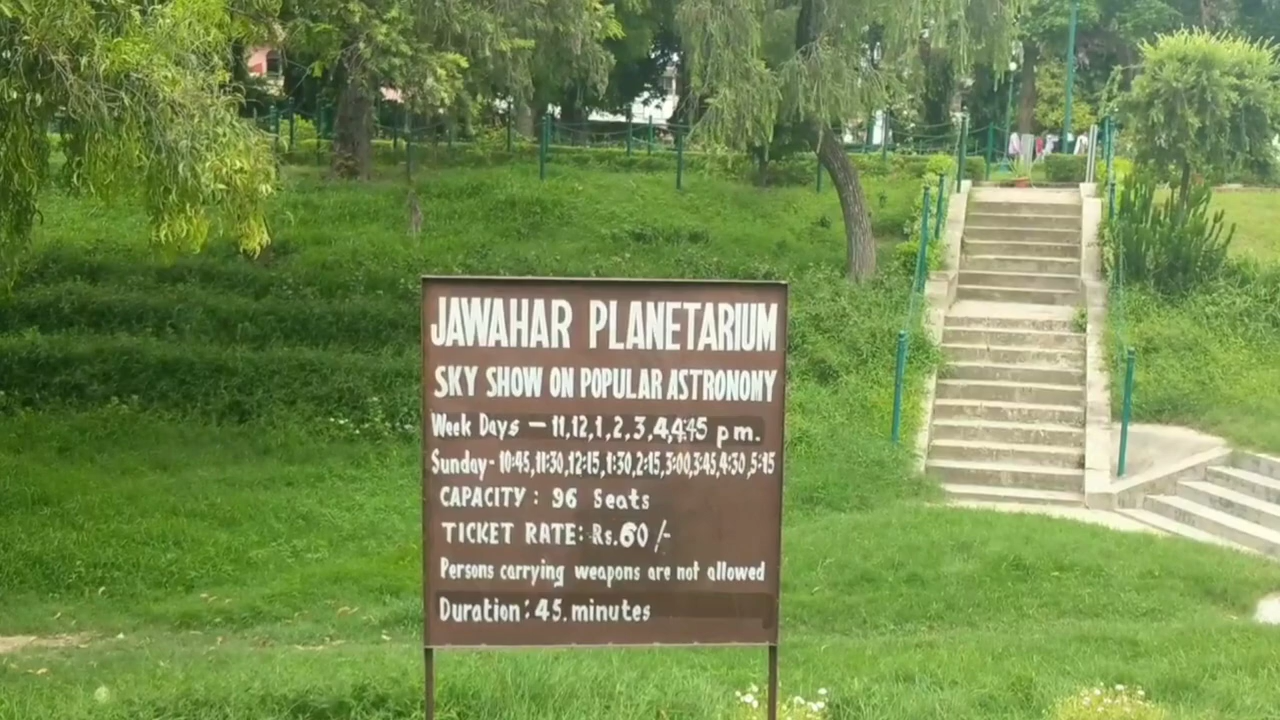 JAWAHAR PLANETARIUM
SKY SHOW ON POPULAR ASTRONOMY
Week Days - 11,12,1,2,3,4,4:45 pm.
Sunday- 10:45,11:30,12:15,1:30,2:15,3:00,3:45,4:30,5:15
CAPACITY: 96 Seats
TICKET RATE: Rs.60/-
Persons carrying weapons are not allowed
Duration: 45. minutes